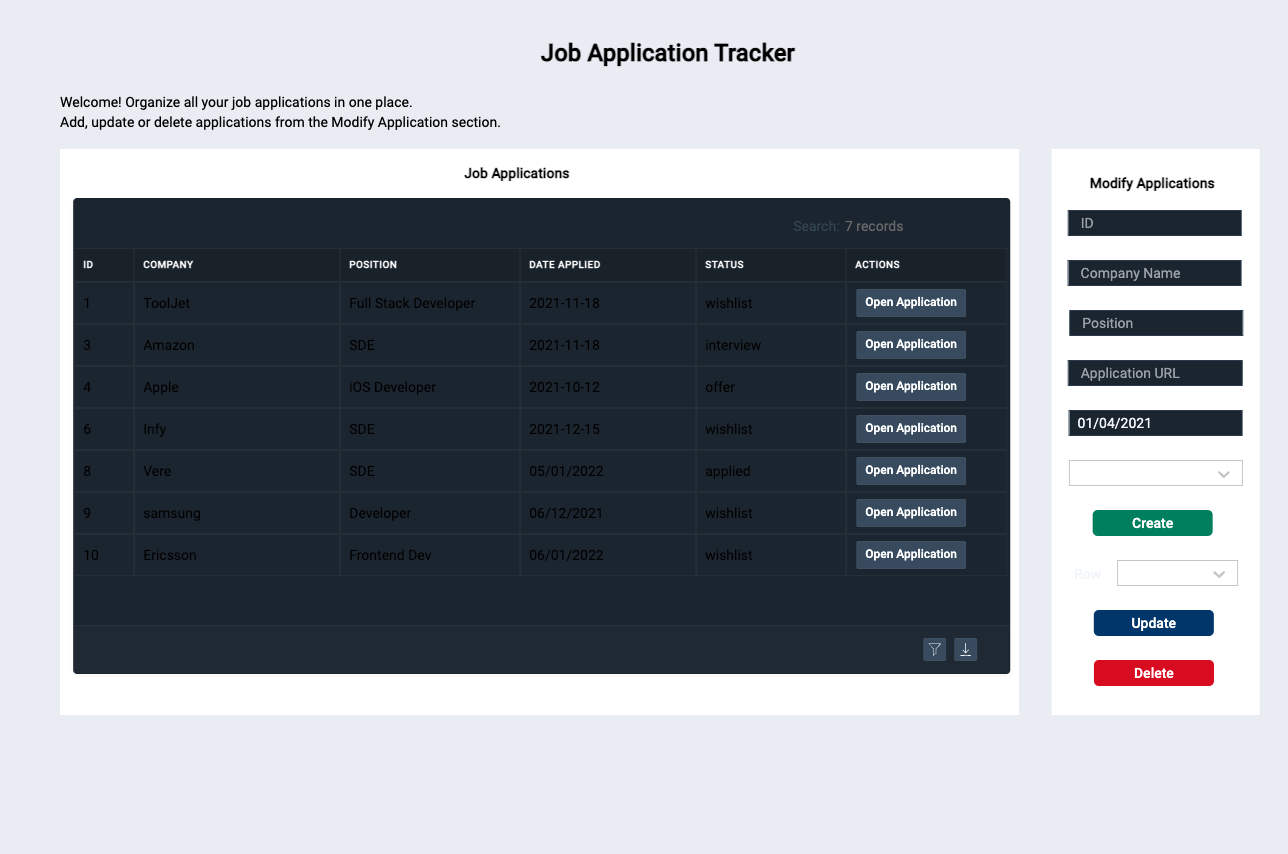 Job Application Tracker
Welcome! Organize all your job applications in one place.
Add, update or delete applications from the Modify Application section.
Job Applications
Search: 7 records
ID COMPANY POSITION DATE APPLIED STATUS ACTIONS
1 ToolJet Full Stack Developer 2021-11-18 wishlist Open Application
3 Amazon SDE 2021-11-18 interview Open Application
4 Apple iOS Developer 2021-10-12 offer Open Application
6 Infy SDE 2021-12-15 wishlist Open Application
8 Vere SDE 05/01/2022 applied Open Application
9 samsung Developer 06/12/2021 wishlist Open Application
10 Ericsson Frontend Dev 06/01/2022 wishlist Open Application
Modify Applications
ID
Company Name
Position
Application URL
01/04/2021
Create
Row
Update
Delete